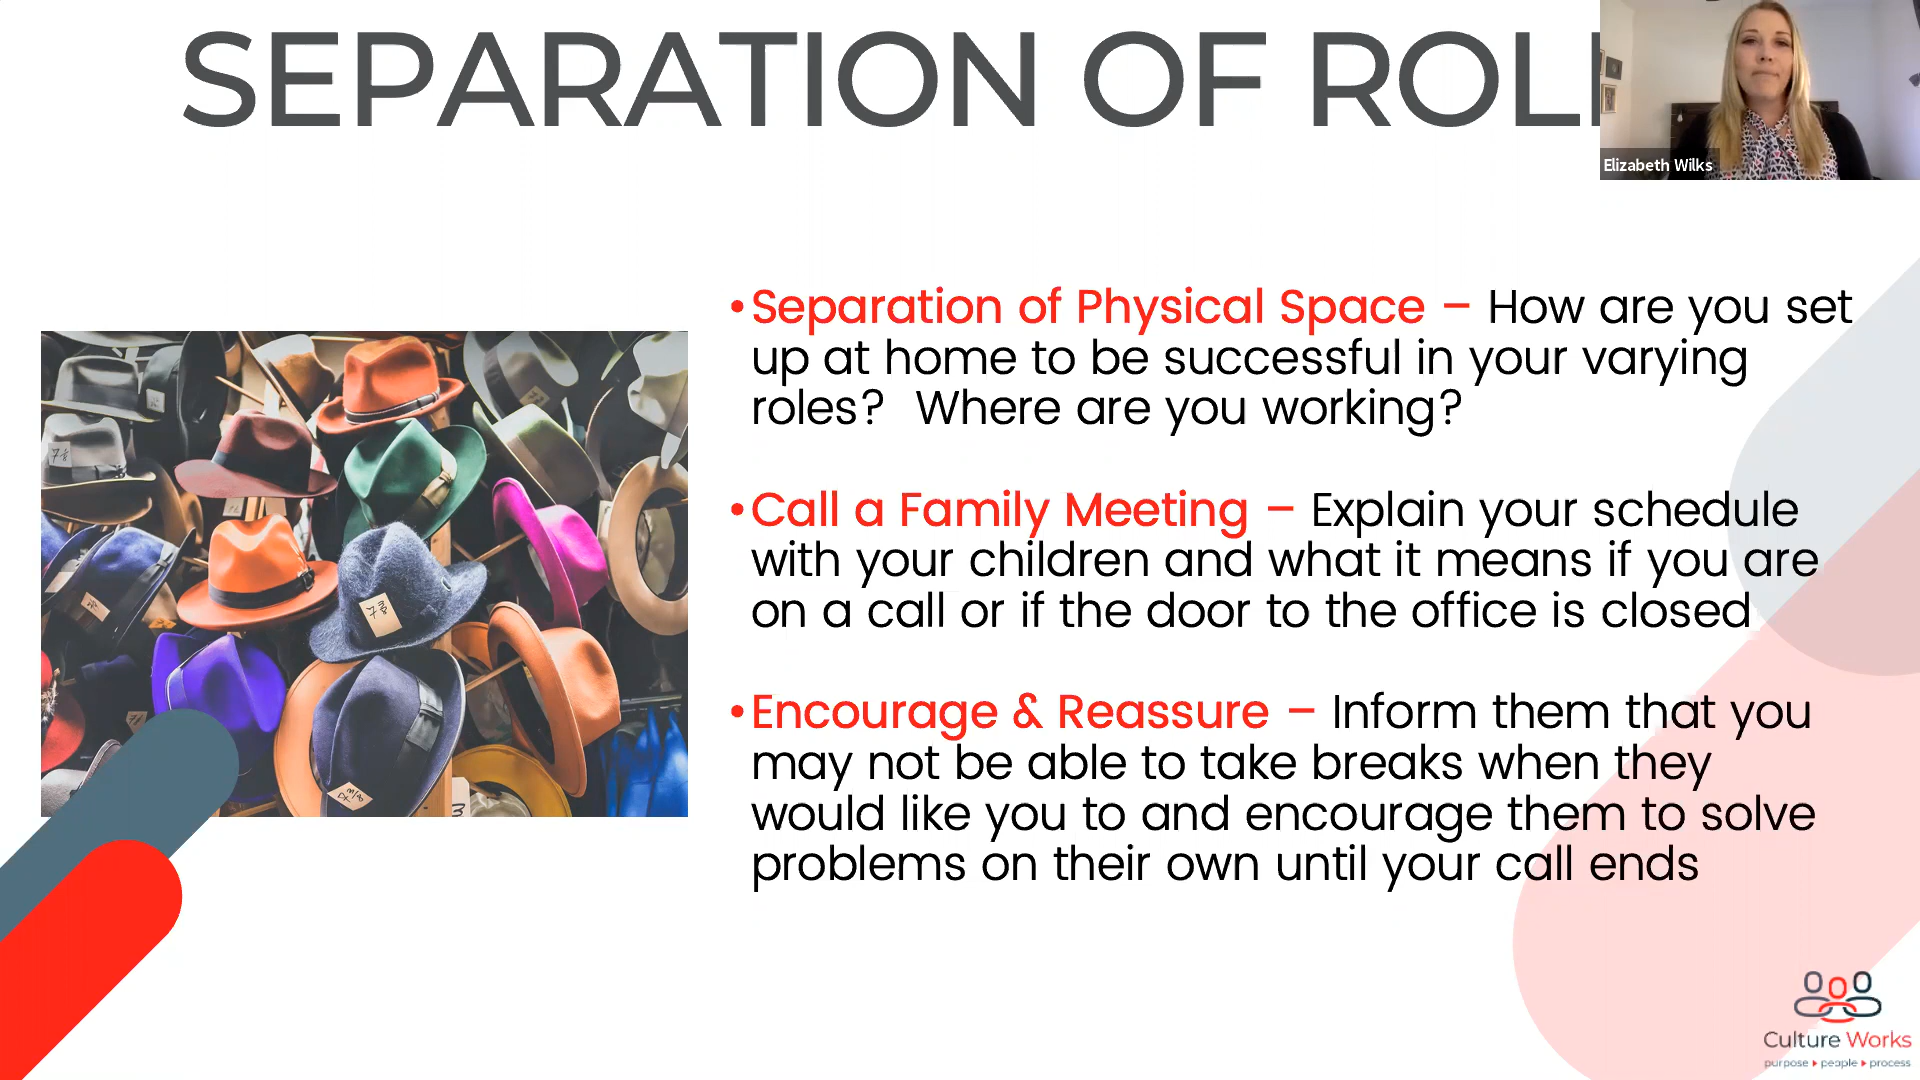 SEPARATION OF ROL
Elizabeth Wilks
•Separation of Physical Space – How are you set
up at home to be successful in your varying
roles?  Where are you working?
•Call a Family Meeting – Explain your schedule
with your children and what it means if you are
on a call or if the door to the office is closed
•Encourage & Reassure – Inform them that you
may not be able to take breaks when they
would like you to and encourage them to solve
problems on their own until your call ends
Culture Works
purpose ▸ people ▸ process